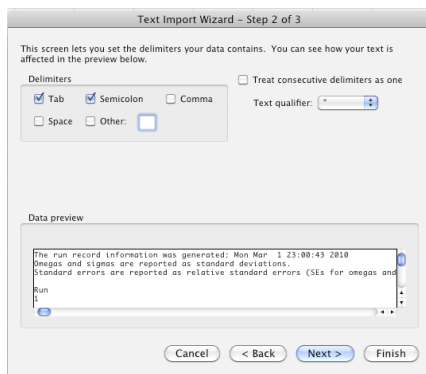 Text Import Wizard – Step 2 of 3
This screen lets you set the delimiters your data contains. You can see how your text is
affected in the preview below.
Delimiters
Tab
Semicolon
Comma
Space
Other:
Treat consecutive delimiters as one
Text qualifier: "
Data preview
The run record information was generated: Mon Mar 1 23:00:43 2010
Omegas and sigmas are reported as standard deviations.
Standard errors are reported as relative standard errors (SEs for omegas and
Run
1
Cancel
< Back
Next >
Finish